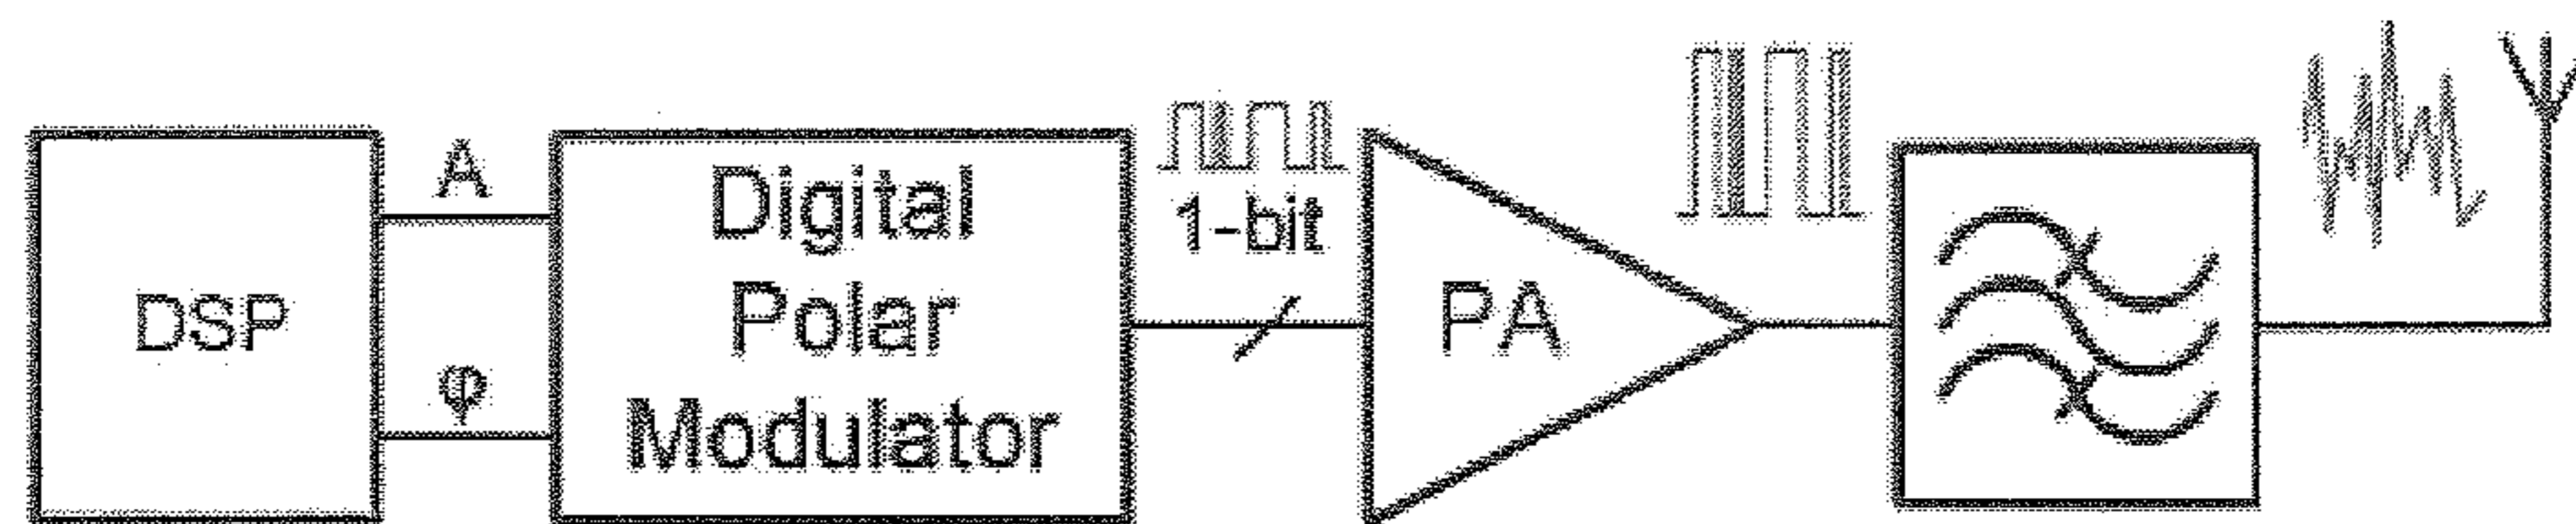 DSP
A
φ
Digital
Polar
Modulator
1-bit
PA